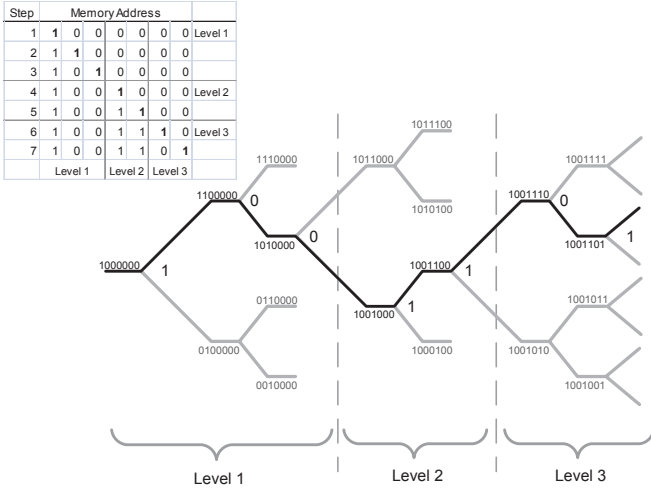 Step Memory Address
1 1 0 0 0 0 0 0 Level 1
2 1 1 0 0 0 0 0
3 1 0 1 0 0 0 0
4 1 0 0 1 0 0 0 Level 2
5 1 0 0 1 1 0 0
6 1 0 0 1 1 1 0 Level 3
7 1 0 0 1 1 0 1
Level 1 Level 2 Level 3
1011100
1110000 1011000 1001111
1100000 0 1010100 1001110 0
1010000 0 1001101 1
1000000 1 1001100 1
0110000 1001000 1 1001011
0100000 1000100 1001010
0010000 1001001
Level 1 Level 2 Level 3